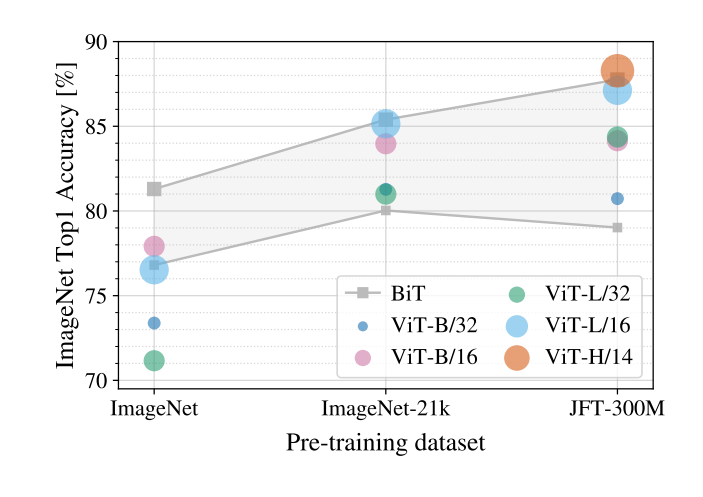 90
85
80
75
70
ImageNet Top1 Accuracy [%]
BiT
ViT-B/32
ViT-B/16
ViT-L/32
ViT-L/16
ViT-H/14
ImageNet
ImageNet-21k
JFT-300M
Pre-training dataset